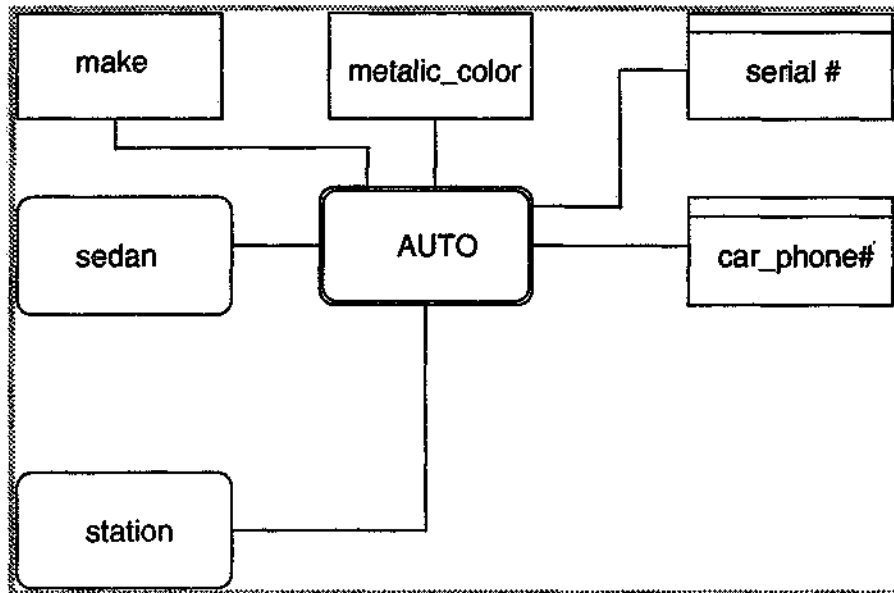 make
metalic_color
serial #
sedan
AUTO
car_phone#
station